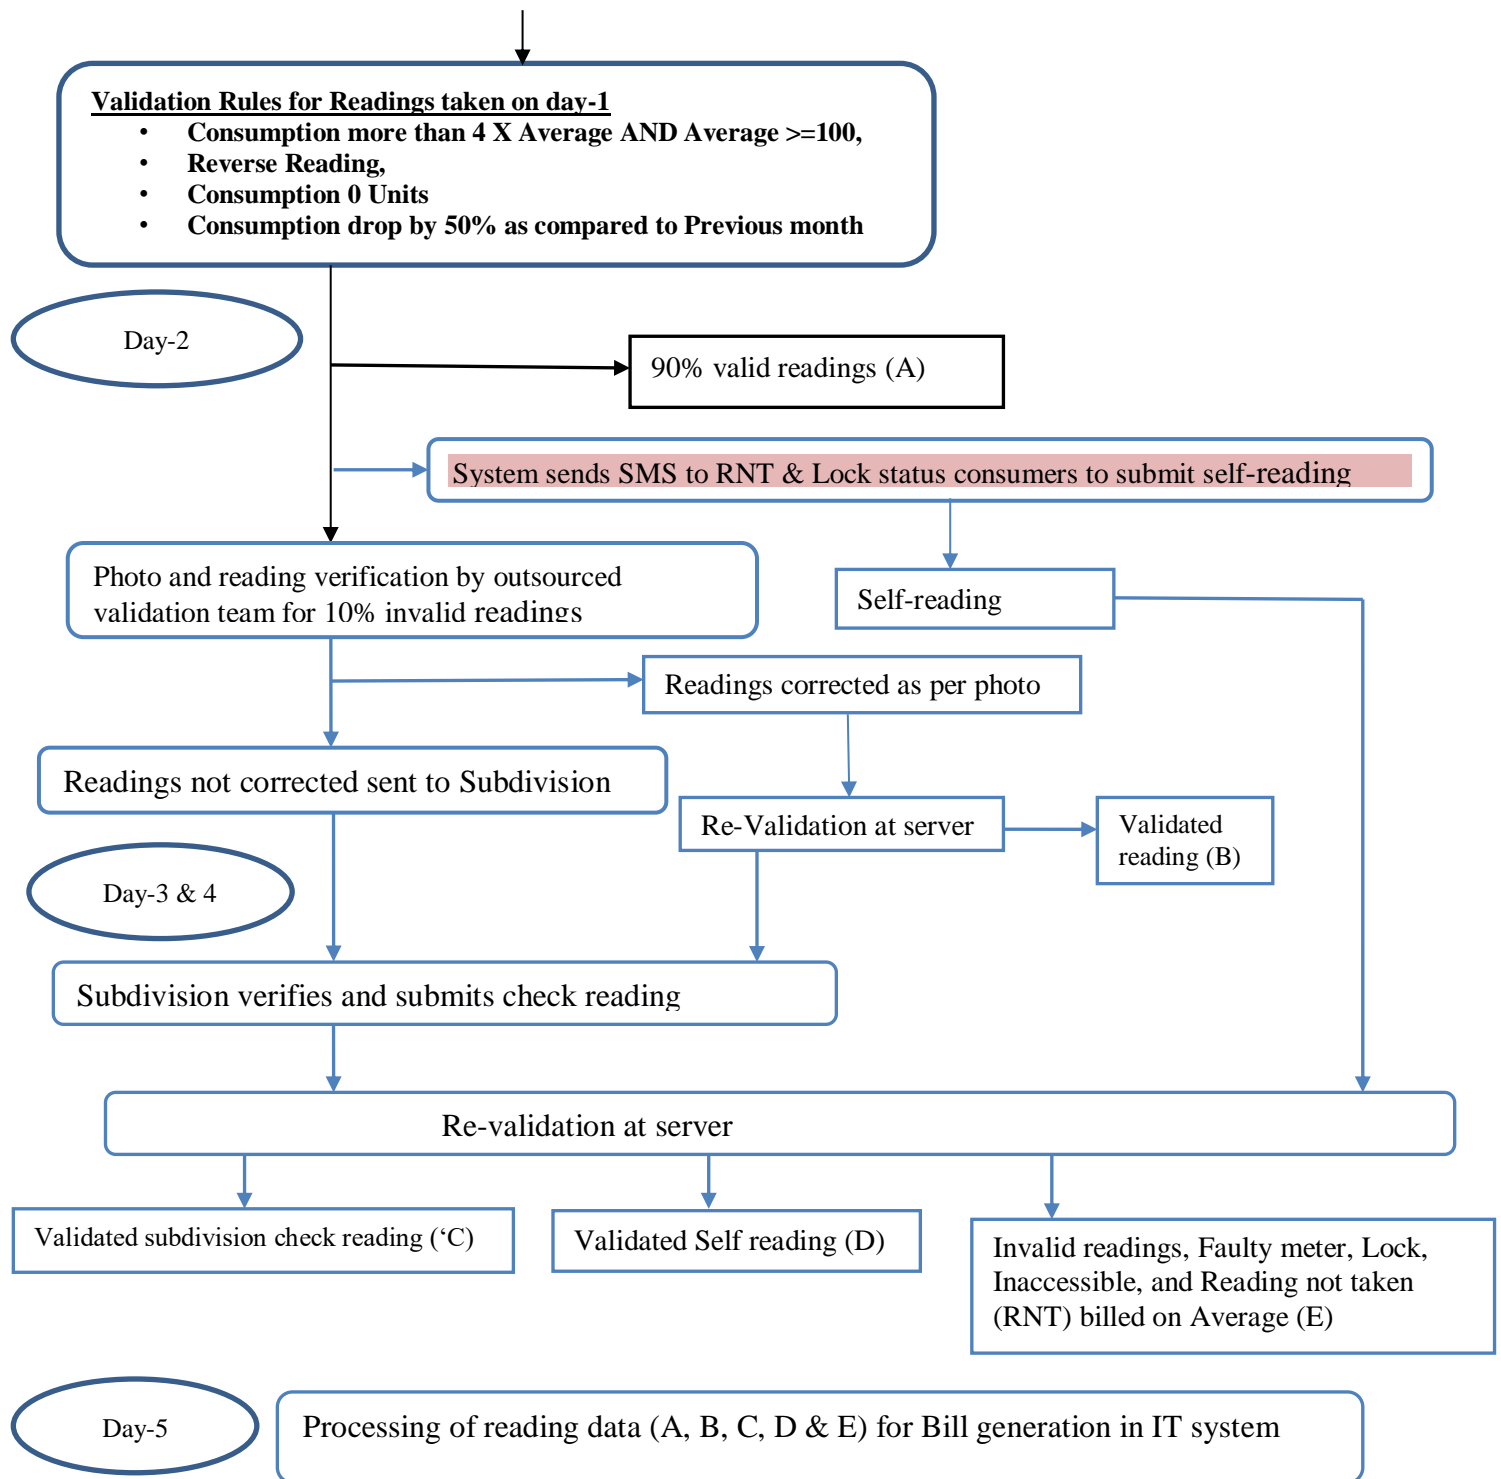 Validation Rules for Readings taken on day-1
• Consumption more than 4 X Average AND Average >=100,
• Reverse Reading,
• Consumption 0 Units
• Consumption drop by 50% as compared to Previous month
Day-2
90% valid readings (A)
System sends SMS to RNT & Lock status consumers to submit self-reading
Photo and reading verification by outsourced
validation team for 10% invalid readings
Self-reading
Readings corrected as per photo
Readings not corrected sent to Subdivision
Re-Validation at server
Validated
reading (B)
Day-3 & 4
Subdivision verifies and submits check reading
Re-validation at server
Validated subdivision check reading (‘C)
Validated Self reading (D)
Invalid readings, Faulty meter, Lock,
Inaccessible, and Reading not taken
(RNT) billed on Average (E)
Day-5
Processing of reading data (A, B, C, D & E) for Bill generation in IT system